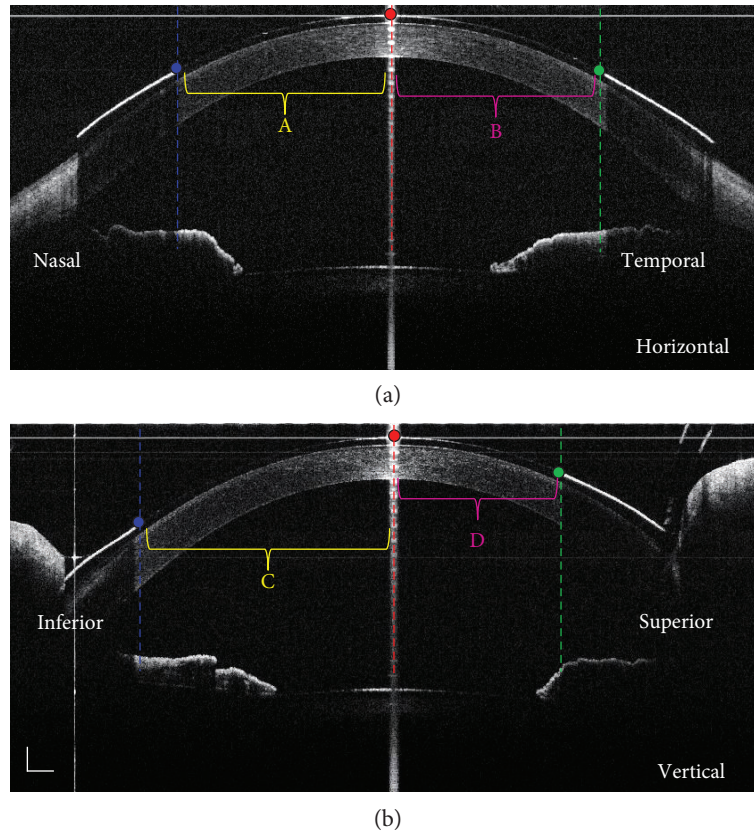 A
B
Nasal
Temporal
Horizontal
(a)
D
C
Inferior
Superior
Vertical
(b)